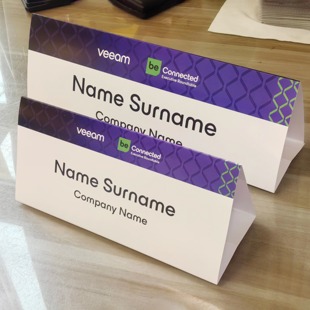 veeam
be
Connected
Executive Roundtable
Name Surname
Company Name
veeam
be
Connected
Executive Roundtable
Name Surname
Company Name